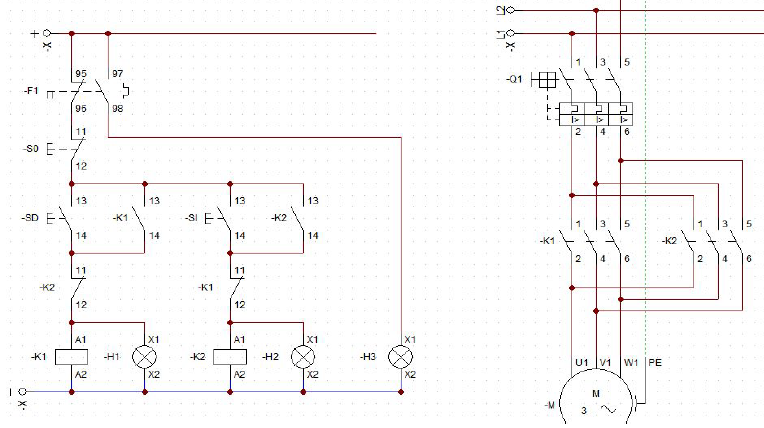 L2
L1
-X
+
-X
95
97
-F1
96
98
-Q1
1
3
5
2
4
6
11
-S0
12
13
13
13
13
-SD
-K1
-SI
-K2
14
14
14
14
1
3
5
1
3
5
-K1
-K2
2
4
6
2
4
6
11
11
-K2
-K1
12
12
A1
X1
A1
X1
X1
-K1
-H1
-K2
-H2
-H3
A2
X2
A2
X2
X2
U1
V1
W1
PE
-X
-M
M
3